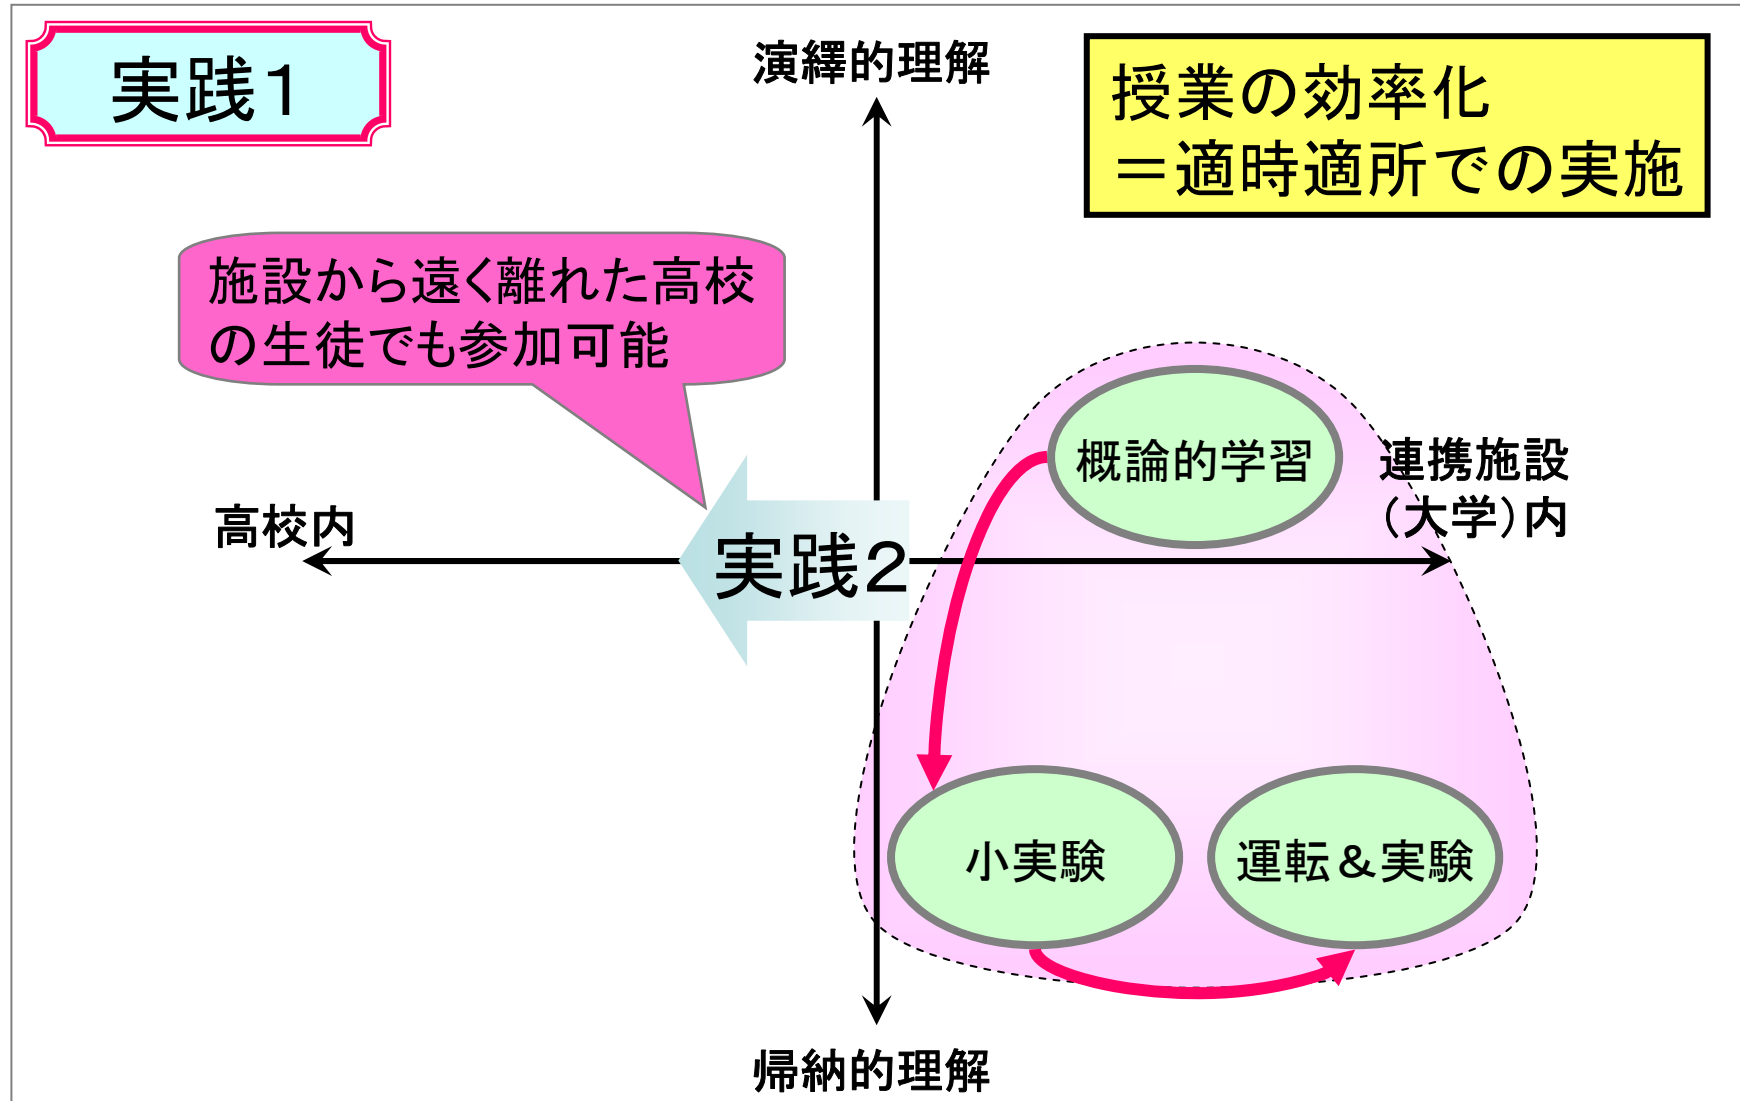 実践１
演繹的理解
授業の効率化
＝適時適所での実施
施設から遠く離れた高校
の生徒でも参加可能
概論的学習
連携施設
（大学）内
高校内
実践２
小実験
運転＆実験
帰納的理解